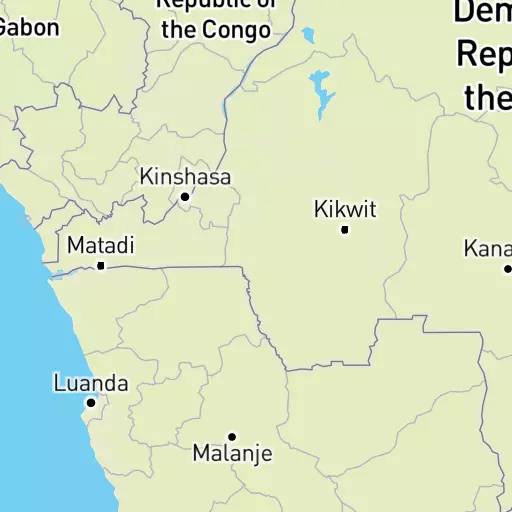 Republic of
the Congo
Gabon
Dem
Rep
the
Kinshasa
Kikwit
Matadi
Kana
Luanda
Malanje